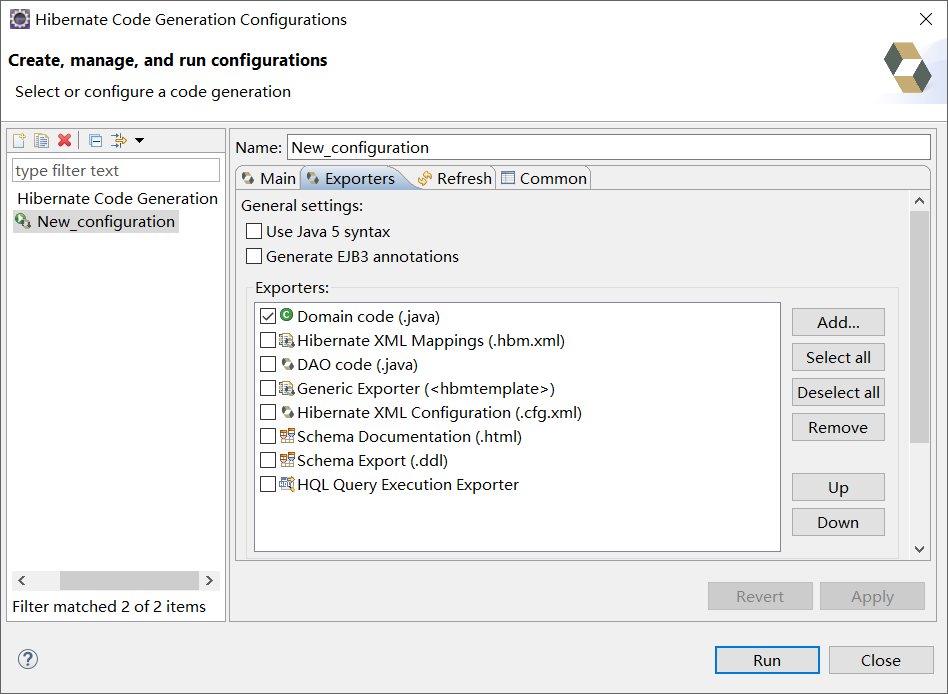 Hibernate Code Generation Configurations
Create, manage, and run configurations
Select or configure a code generation
type filter text
Hibernate Code Generation
New_configuration
Filter matched 2 of 2 items
Name: New_configuration
Main Exporters Refresh Common
General settings:
Use Java 5 syntax
Generate EJB3 annotations
Exporters:
Domain code (.java)
Hibernate XML Mappings (.hbm.xml)
DAO code (.java)
Generic Exporter (<hbmtemplate>)
Hibernate XML Configuration (.cfg.xml)
Schema Documentation (.html)
Schema Export (.ddl)
HQL Query Execution Exporter
Add...
Select all
Deselect all
Remove
Up
Down
Revert Apply
Run Close